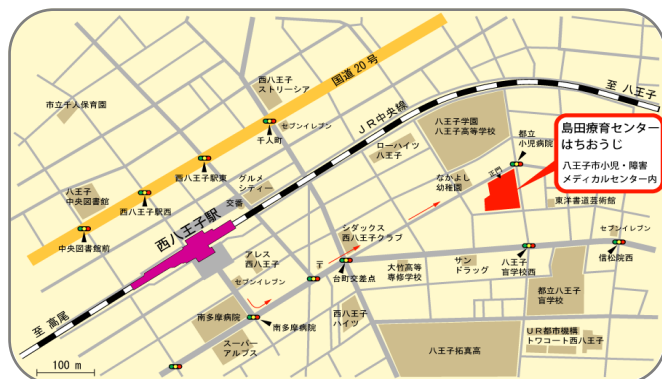 国道20号
西八王子
ストリーシア
市立千人保育園
セブンイレブン
千人町
JR中央線
至 八王子
八王子学園
八王子高等学校
都立
小児病院
島田療育センター
はちおうじ
八王子市小児・障害
メディカルセンター内
ローハイツ
八王子
西八王子駅東
グルメ
シティー
なかよし
幼稚園
正門
八王子
中央図書館
西八王子駅西
交番
東洋書道芸術館
中央図書館前
西八王子駅
シダックス
西八王子クラブ
セブンイレブン
アレス
西八王子
〒
台町交差点
大竹高等
専修学校
サン
ドラッグ
八王子
盲学校西
信松院西
セブンイレブン
都立八王子
盲学校
至 高尾
南多摩病院
南多摩病院
西八王子
ハイツ
スーパー
アルプス
八王子拓真高
UR都市機構
トワコート西八王子
100 m